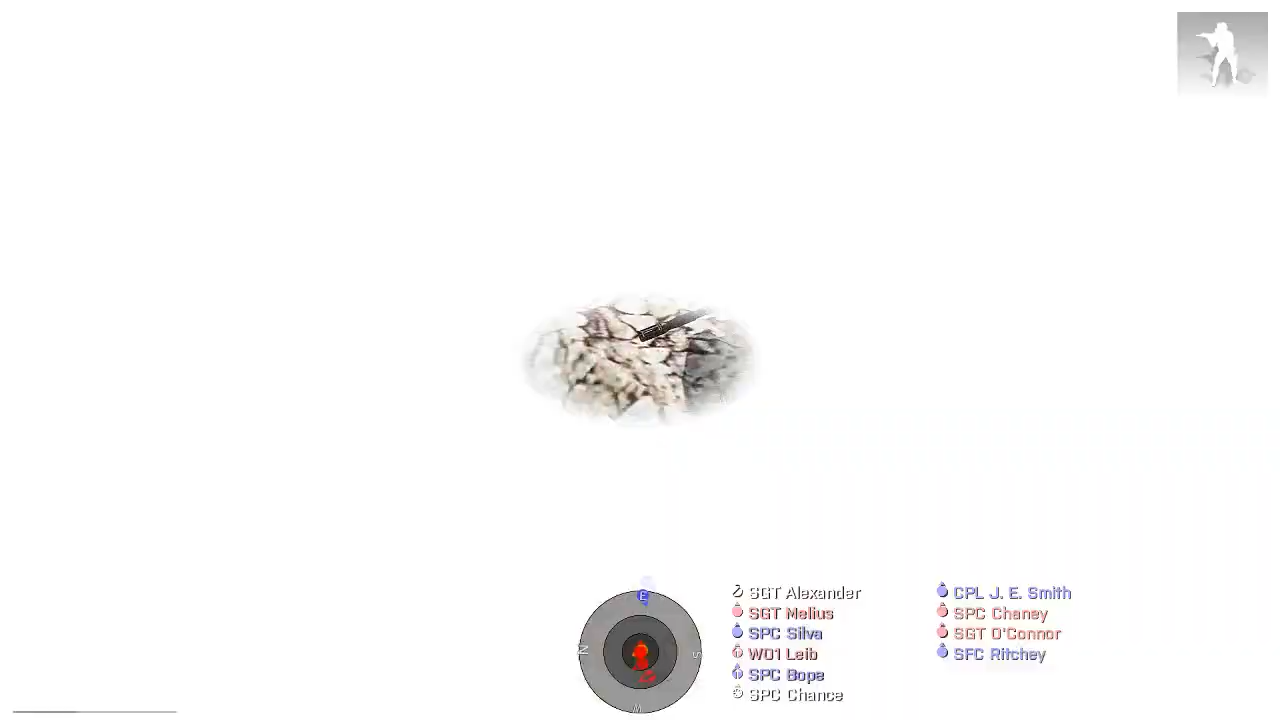 SGT Alexander
SGT Melius
SPC Silva
WO1 Leib
SPC Bope
SPC Chance
CPL J. E. Smith
SPC Chaney
SGT O'Connor
SFC Ritchey
E
N
S
W